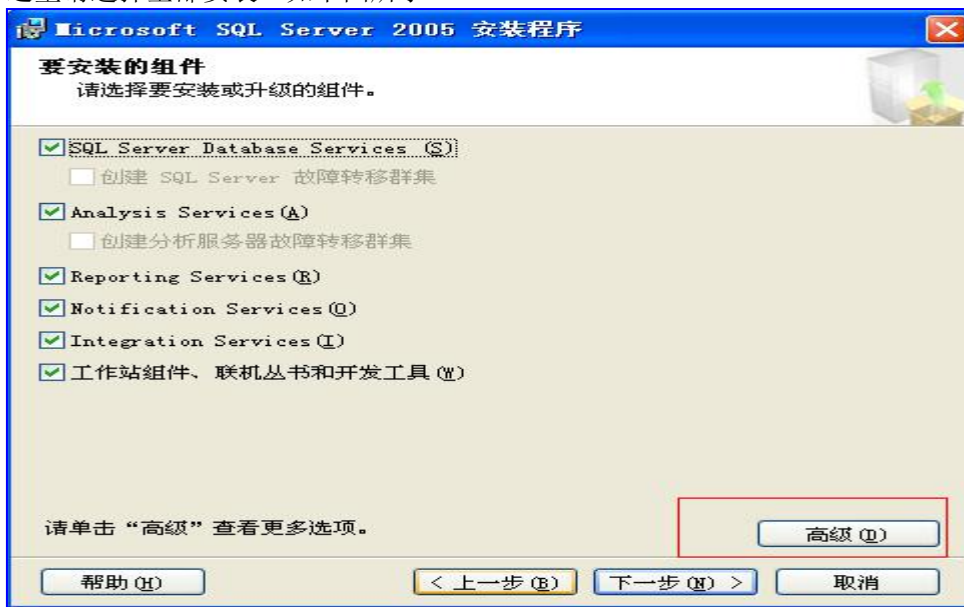 Microsoft SQL Server 2005 安装程序
要安装的组件
请选择要安装或升级的组件。
SQL Server Database Services (S)
创建 SQL Server 故障转移群集
Analysis Services(A)
创建分析服务器故障转移群集
Reporting Services(R)
Notification Services(O)
Integration Services(I)
工作站组件、联机丛书和开发工具(W)
请单击“高级”查看更多选项。
高级(D)
帮助(H)
< 上一步(B)
下一步(N) >
取消